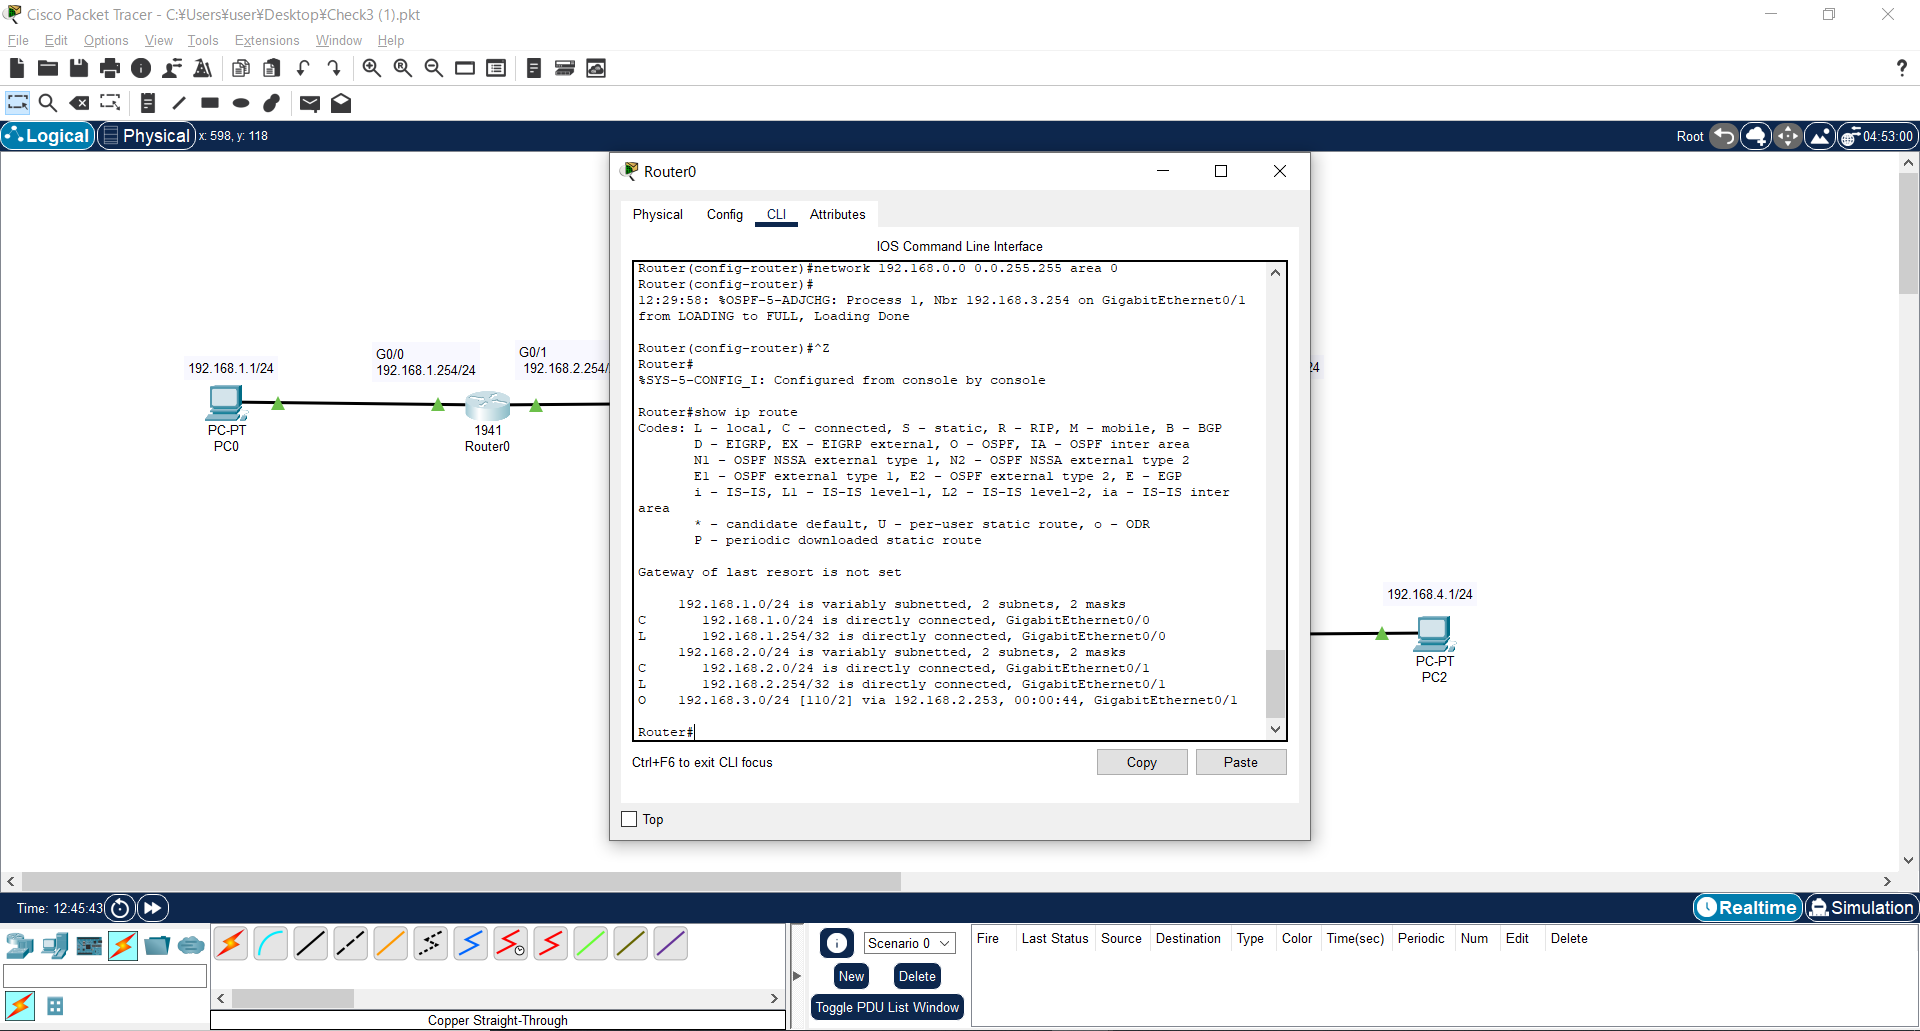 Cisco Packet Tracer - C:¥Users¥user¥Desktop¥Check3 (1).pkt
File Edit Options View Tools Extensions Window Help
?
Logical Physical x: 598, y: 118 Root 04:53:00
Router0
Physical Config CLI Attributes
IOS Command Line Interface
Router(config-router)#network 192.168.0.0 0.0.255.255 area 0
Router(config-router)#
12:29:58: %OSPF-5-ADJCHG: Process 1, Nbr 192.168.3.254 on GigabitEthernet0/1
from LOADING to FULL, Loading Done
Router(config-router)#^Z
Router#
%SYS-5-CONFIG_I: Configured from console by console
Router#show ip route
Codes: L - local, C - connected, S - static, R - RIP, M - mobile, B - BGP
D - EIGRP, EX - EIGRP external, O - OSPF, IA - OSPF inter area
N1 - OSPF NSSA external type 1, N2 - OSPF NSSA external type 2
E1 - OSPF external type 1, E2 - OSPF external type 2, E - EGP
i - IS-IS, L1 - IS-IS level-1, L2 - IS-IS level-2, ia - IS-IS inter
area
* - candidate default, U - per-user static route, o - ODR
P - periodic downloaded static route
Gateway of last resort is not set
192.168.1.0/24 is variably subnetted, 2 subnets, 2 masks
C 192.168.1.0/24 is directly connected, GigabitEthernet0/0
L 192.168.1.254/32 is directly connected, GigabitEthernet0/0
192.168.2.0/24 is variably subnetted, 2 subnets, 2 masks
C 192.168.2.0/24 is directly connected, GigabitEthernet0/1
L 192.168.2.254/32 is directly connected, GigabitEthernet0/1
O 192.168.3.0/24 [110/2] via 192.168.2.253, 00:00:44, GigabitEthernet0/1
Router#
Ctrl+F6 to exit CLI focus
Copy Paste
Top
192.168.1.1/24
PC-PT
PC0
G0/0
192.168.1.254/24
1941
Router0
G0/1
192.168.2.254/
24
192.168.4.1/24
PC-PT
PC2
Time: 12:45:43
Realtime Simulation
Copper Straight-Through
Scenario 0
New Delete
Toggle PDU List Window
Fire Last Status Source Destination Type Color Time(sec) Periodic Num Edit Delete